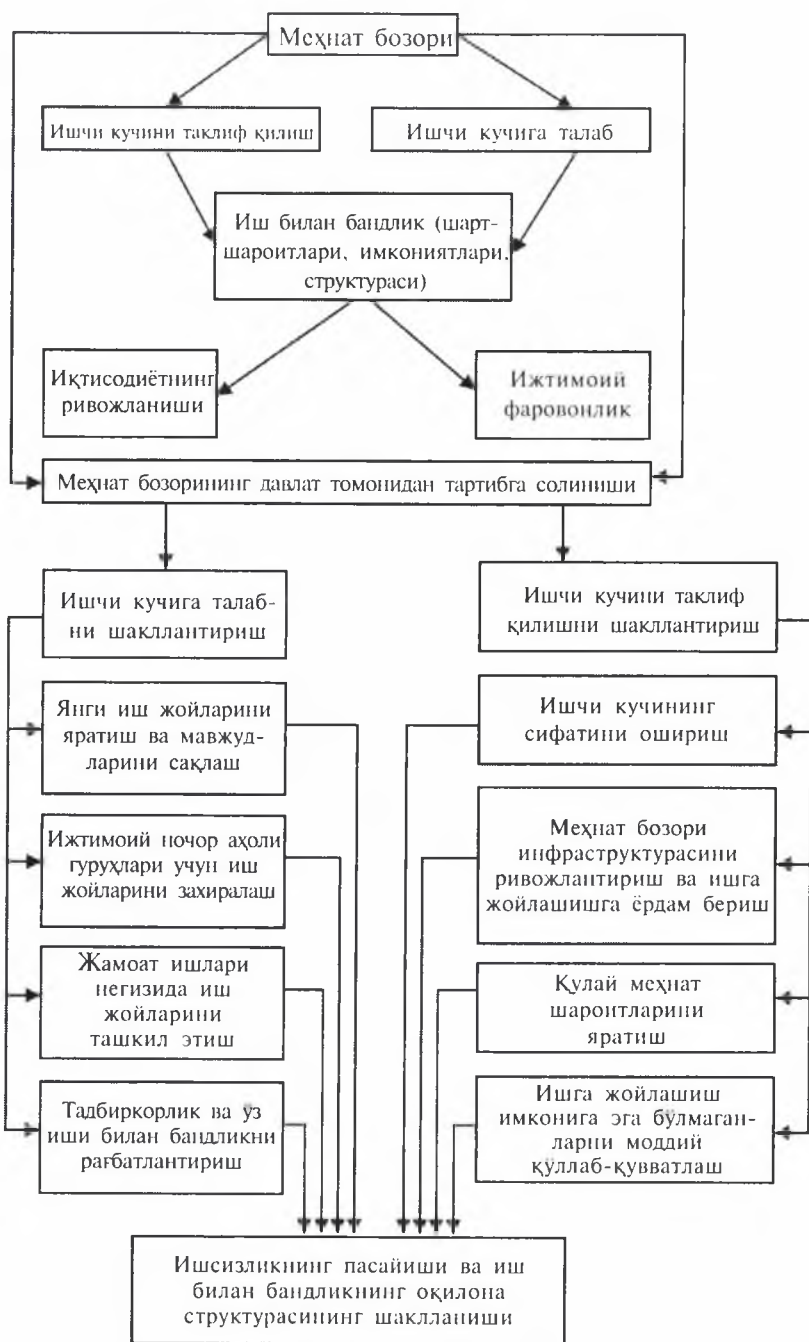 Меҳнат бозори
Ишчи кучини таклиф қилиш
Ишчи кучига талаб
Иш билан бандлик (шарт-
шароитлари, имкониятлари,
структураси)
Иқтисодиётнинг
ривожланиши
Ижтимоий
фаровонлик
Меҳнат бозорининг давлат томонидан тартибга солиниши
Ишчи кучига талаб-
ни шакллантириш
Ишчи кучини таклиф
қилишни шакллантириш
Янги иш жойларини
яратиш ва мавжуд-
ларини сақлаш
Ишчи кучининг
сифатини ошириш
Ижтимоий ночор аҳоли
гуруҳлари учун иш
жойларини захиралаш
Меҳнат бозори
инфраструктурасини
ривожлантириш ва ишга
жойлашишга ёрдам бериш
Жамоат ишлари
негизида иш
жойларини
ташкил этиш
Қулай меҳнат
шароитларини
яратиш
Тадбиркорлик ва ўз
иши билан бандликни
рағбатлантириш
Ишга жойлашиш
имконига эга бўлмаган-
ларни моддий
қўллаб-қувватлаш
Ишсизликнинг пасайиши ва иш
билан бандликнинг оқилона
структурасининг шаклланиши